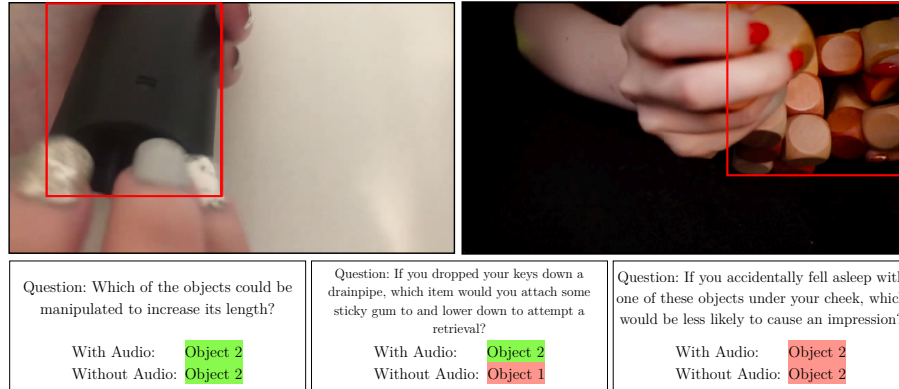 Question: Which of the objects could be
manipulated to increase its length?
With Audio: Object 2
Without Audio: Object 2
Question: If you dropped your keys down a
drainpipe, which item would you attach some
sticky gum to and lower down to attempt a
retrieval?
With Audio: Object 2
Without Audio: Object 1
Question: If you accidentally fell asleep with
one of these objects under your cheek, which
would be less likely to cause an impression?
With Audio: Object 2
Without Audio: Object 2